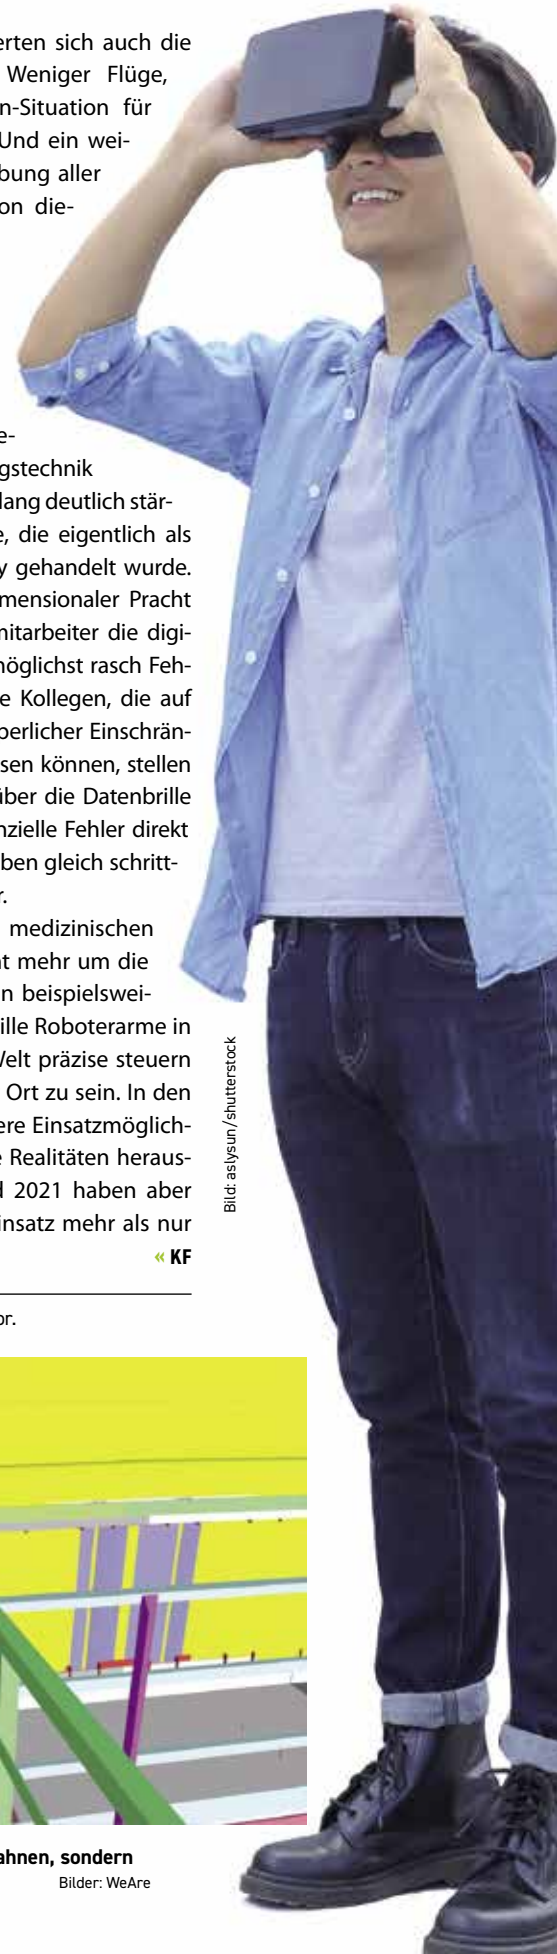 erten sich auch die
Weniger Flüge,
n-Situation für
Und ein wei-
bung aller
on die-
e-
gstechnik
lang deutlich stär-
e, die eigentlich als
y gehandelt wurde.
mensionaler Pracht
mitarbeiter die digi-
möglichst rasch Feh-
e Kollegen, die auf
perlicher Einschrän-
sen können, stellen
über die Datenbrille
nzielle Fehler direkt
ben gleich schritt-
r.
medizinischen
ht mehr um die
n beispielswei-
ille Roboterarme in
Welt präzise steuern
Ort zu sein. In den
ere Einsatzmöglich-
e Realitäten heraus-
d 2021 haben aber
insatz mehr als nur
« KF
or.
Bild: aslysun/shutterstock
ahnen, sondern
Bilder: WeAre